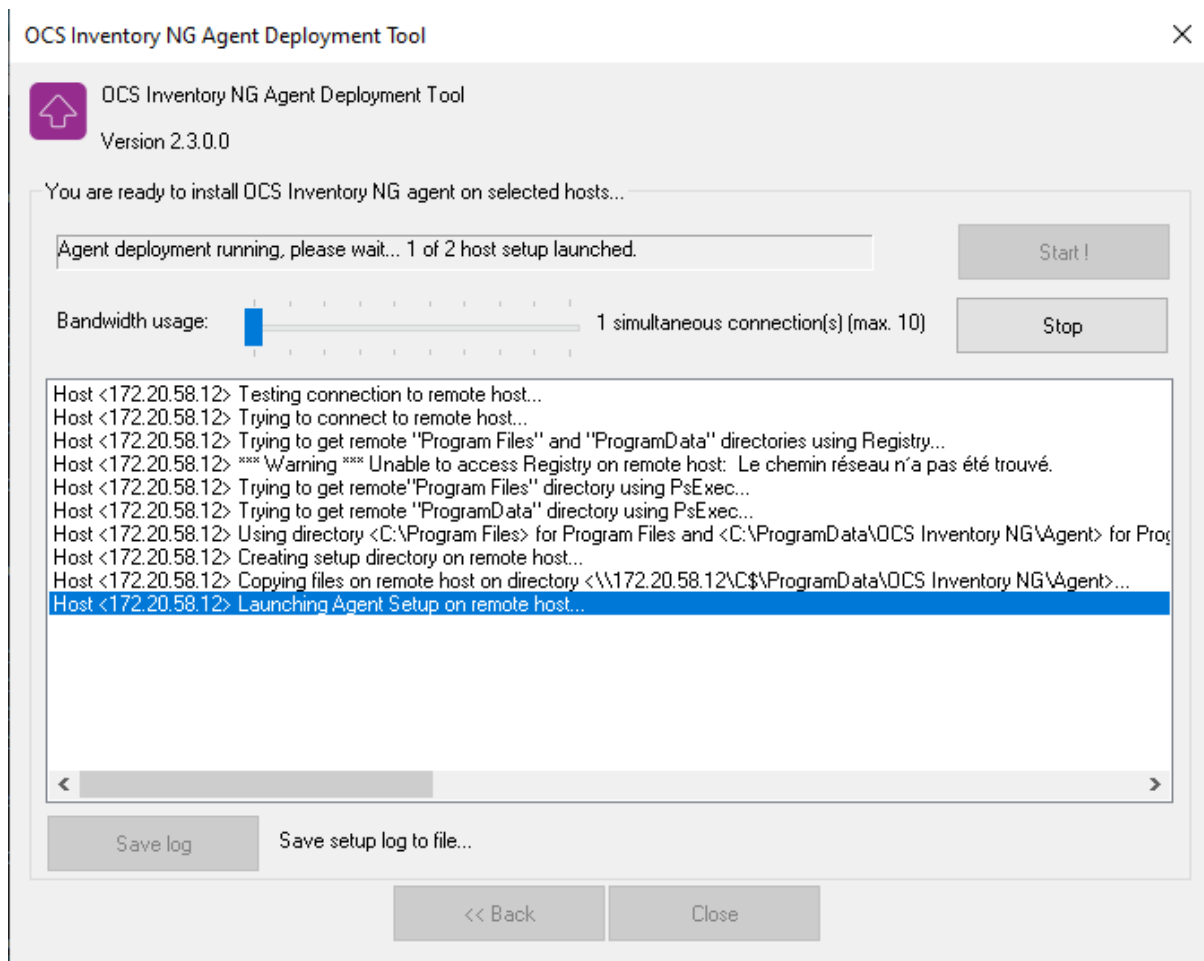 OCS Inventory NG Agent Deployment Tool
OCS Inventory NG Agent Deployment Tool
Version 2.3.0.0
You are ready to install OCS Inventory NG agent on selected hosts...
Agent deployment running, please wait... 1 of 2 host setup launched.
Start !
Bandwidth usage:
1 simultaneous connection(s) (max. 10)
Stop
Host <172.20.58.12> Testing connection to remote host...
Host <172.20.58.12> Trying to connect to remote host...
Host <172.20.58.12> Trying to get remote "Program Files" and "ProgramData" directories using Registry...
Host <172.20.58.12> *** Warning *** Unable to access Registry on remote host:  Le chemin réseau n´a pas été trouvé.
Host <172.20.58.12> Trying to get remote"Program Files" directory using PsExec...
Host <172.20.58.12> Trying to get remote "ProgramData" directory using PsExec...
Host <172.20.58.12> Using directory <C:\Program Files> for Program Files and <C:\ProgramData\OCS Inventory NG\Agent> for Prog
Host <172.20.58.12> Creating setup directory on remote host...
Host <172.20.58.12> Copying files on remote host on directory <\\172.20.58.12\C$\ProgramData\OCS Inventory NG\Agent>...
Host <172.20.58.12> Launching Agent Setup on remote host...
Save log
Save setup log to file...
<< Back
Close